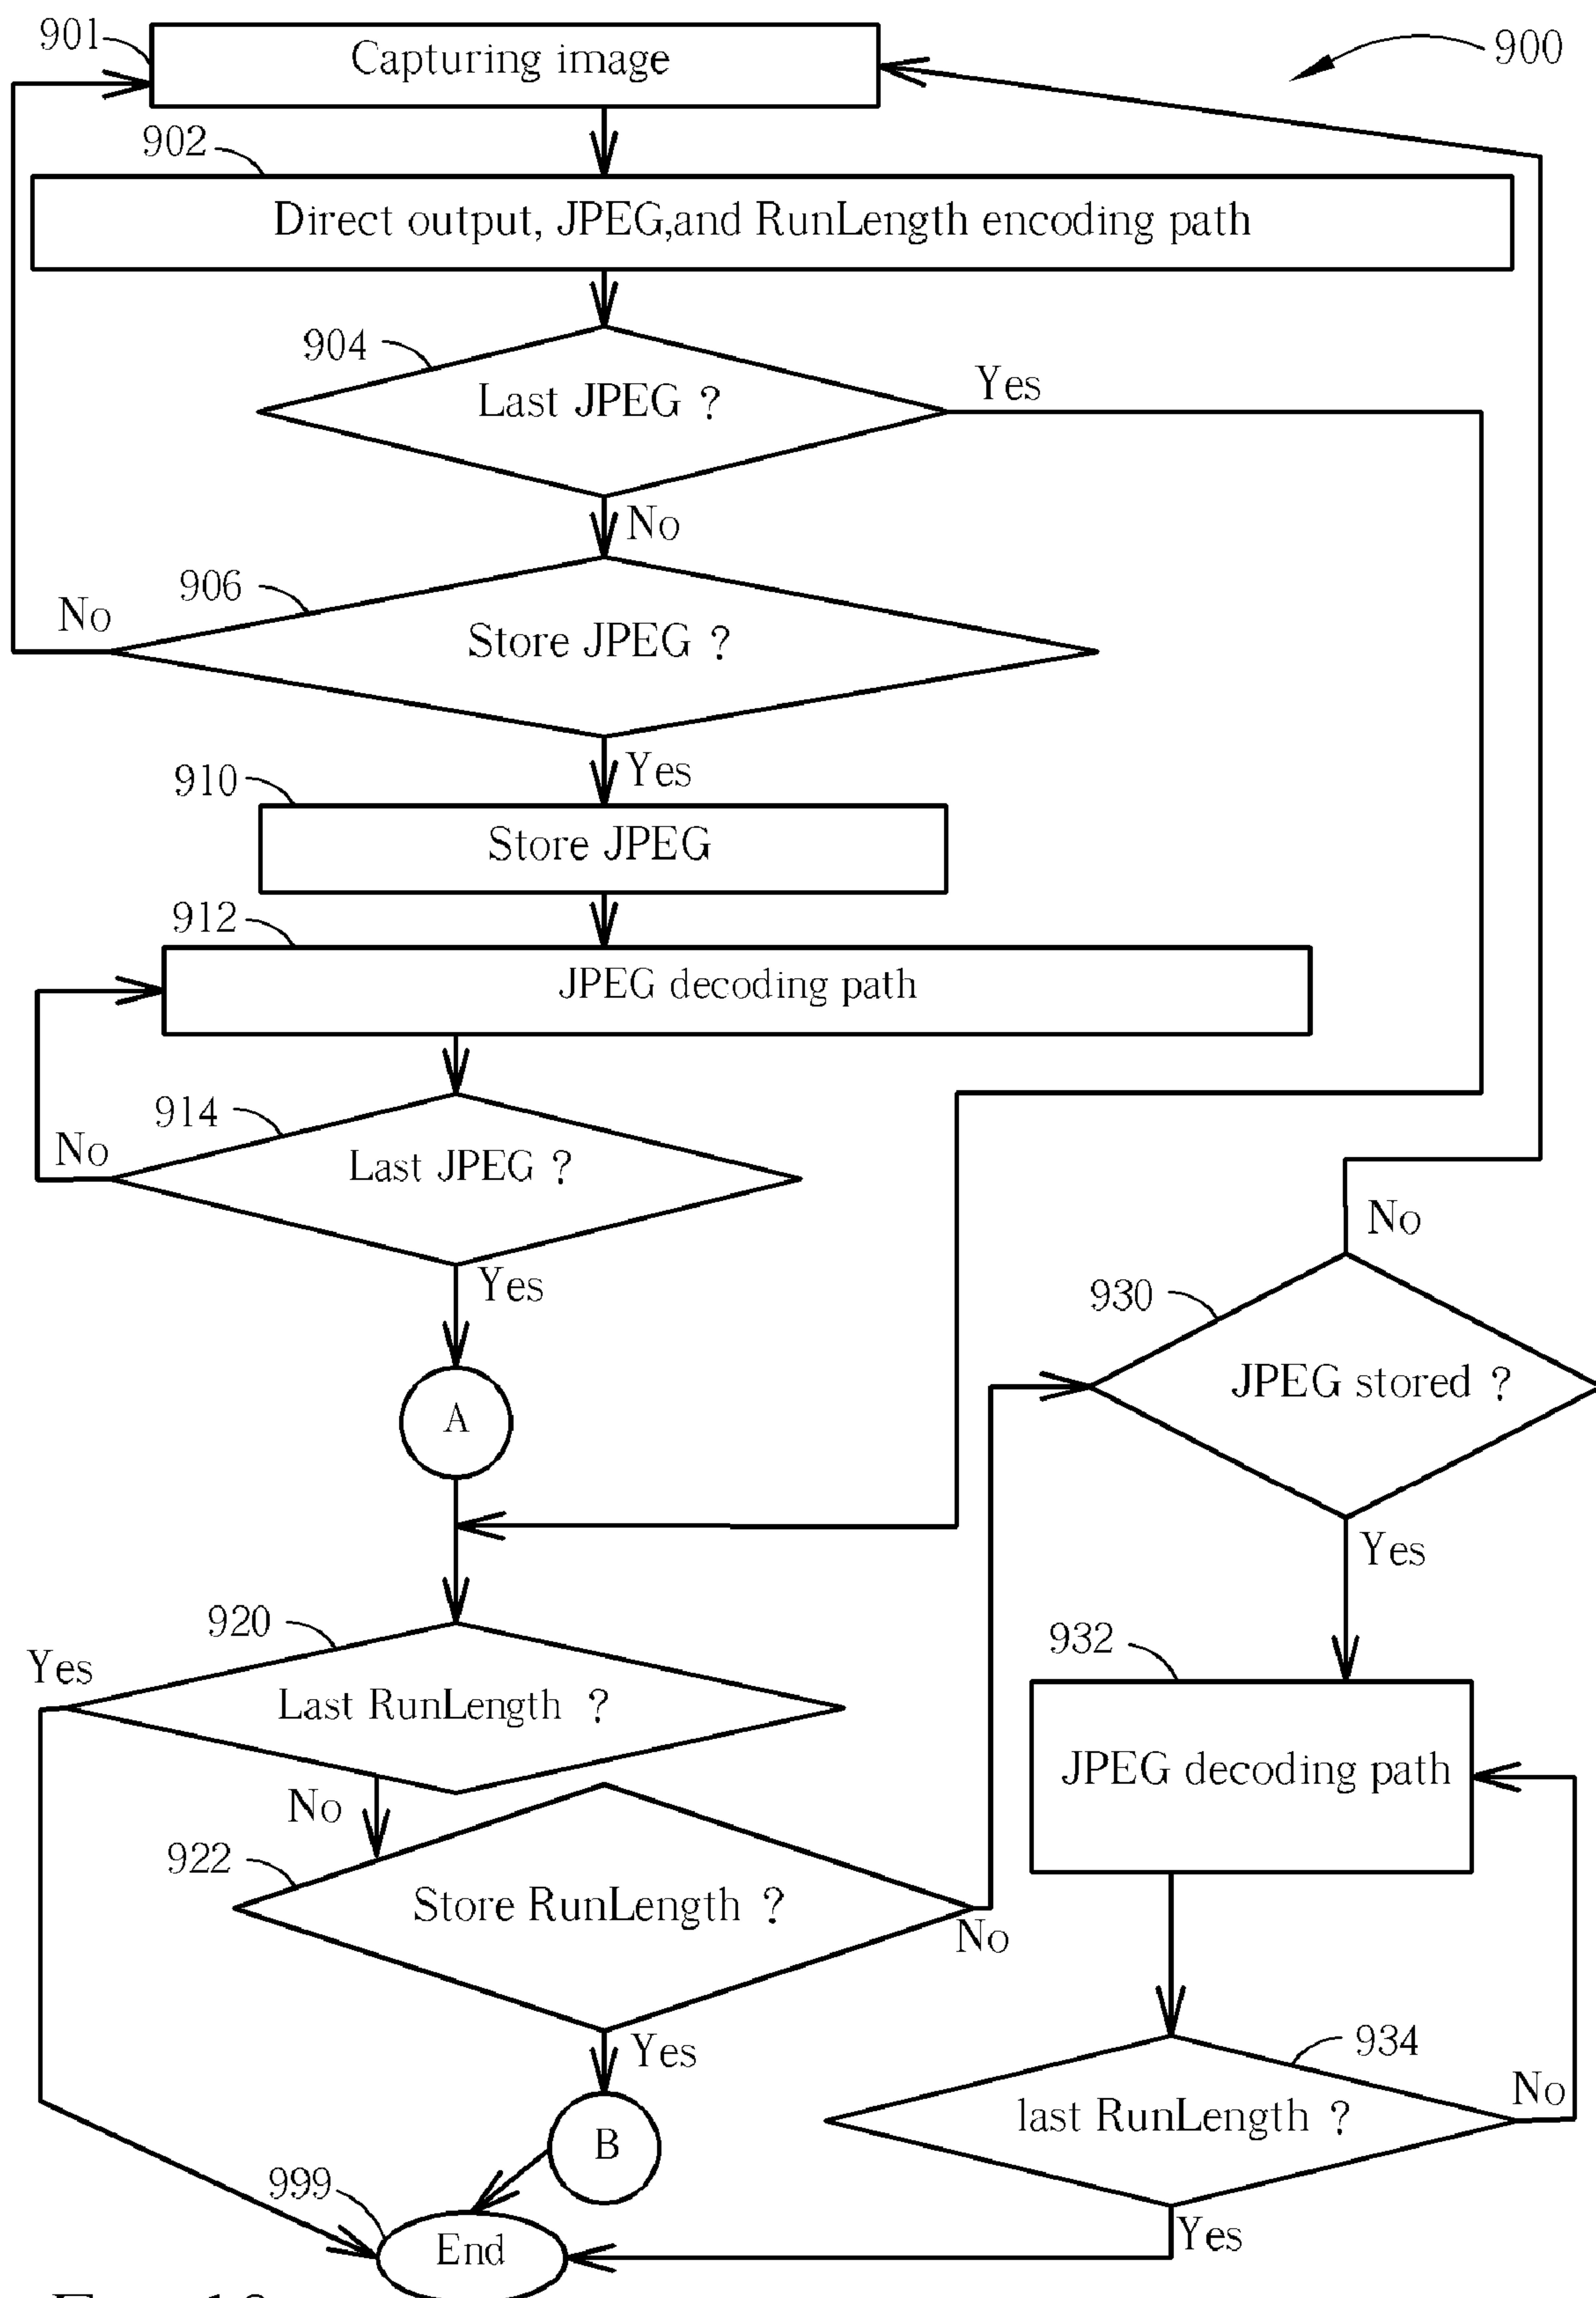 901
Capturing image
900
902
Direct output, JPEG,and RunLength encoding path
904
Last JPEG ?
Yes
No
906
No
Store JPEG ?
Yes
910
Store JPEG
912
JPEG decoding path
914
No
Last JPEG ?
Yes
No
930
JPEG stored ?
A
Yes
920
932
Yes
Last RunLength ?
JPEG decoding path
No
922
Store RunLength ?
No
Yes
934
No
last RunLength ?
B
999
End
Yes